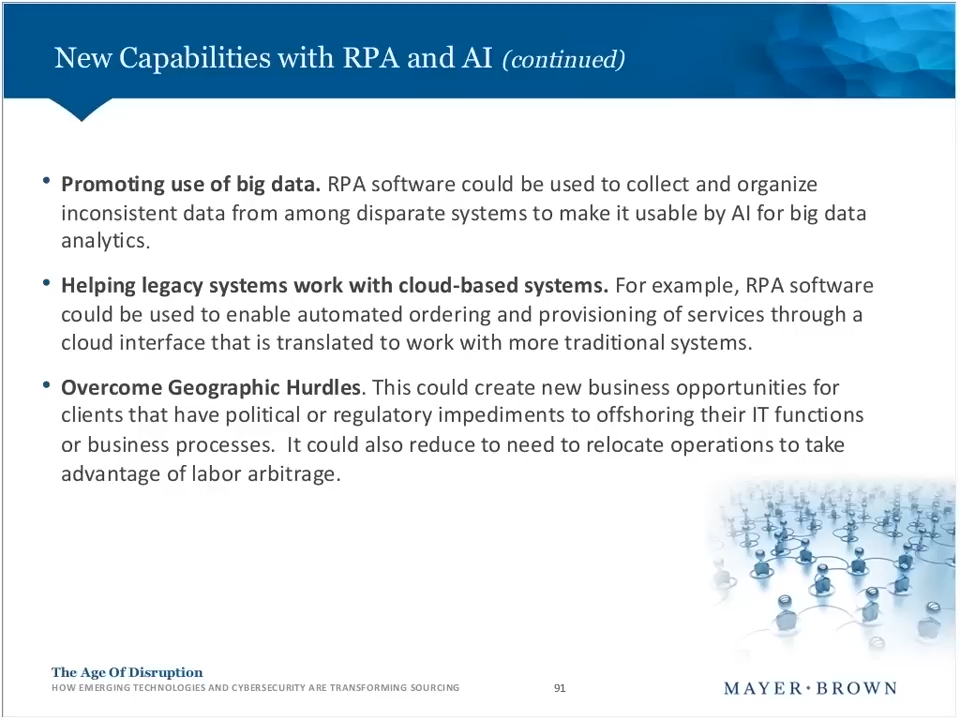 New Capabilities with RPA and AI (continued)
• Promoting use of big data. RPA software could be used to collect and organize
inconsistent data from among disparate systems to make it usable by AI for big data
analytics.
• Helping legacy systems work with cloud-based systems. For example, RPA software
could be used to enable automated ordering and provisioning of services through a
cloud interface that is translated to work with more traditional systems.
• Overcome Geographic Hurdles. This could create new business opportunities for
clients that have political or regulatory impediments to offshoring their IT functions
or business processes.  It could also reduce to need to relocate operations to take
advantage of labor arbitrage.
The Age Of Disruption
HOW EMERGING TECHNOLOGIES AND CYBERSECURITY ARE TRANSFORMING SOURCING
91
MAYER·BROWN